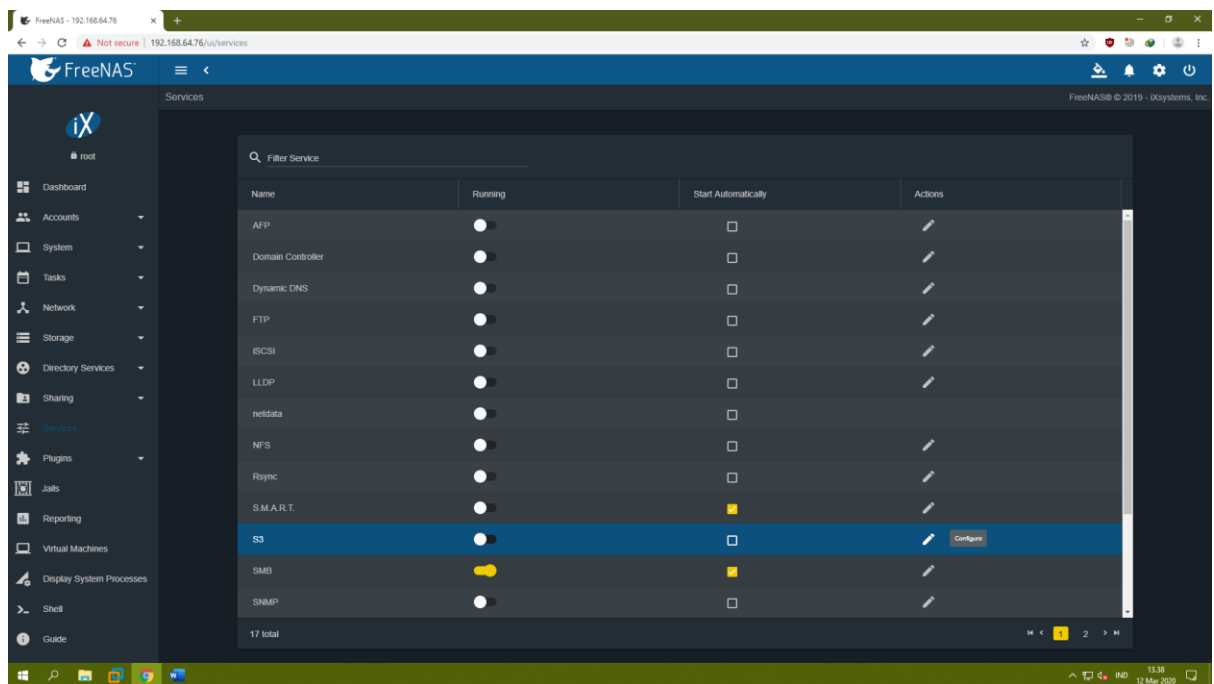 FreeNAS - 192.168.64.76
Not secure | 192.168.64.76/ui/services
FreeNAS®
Services
FreeNAS® © 2019 - iXsystems, Inc.
iX
root
Dashboard
Accounts
System
Tasks
Network
Storage
Directory Services
Sharing
Services
Plugins
Jails
Reporting
Virtual Machines
Display System Processes
Shell
Guide
Filter Service
Name Running Start Automatically Actions
AFP
Domain Controller
Dynamic DNS
FTP
iSCSI
LLDP
netdata
NFS
Rsync
S.M.A.R.T.
S3 Configure
SMB
SNMP
17 total 1 2
IND 13.38
12 Mar 2020